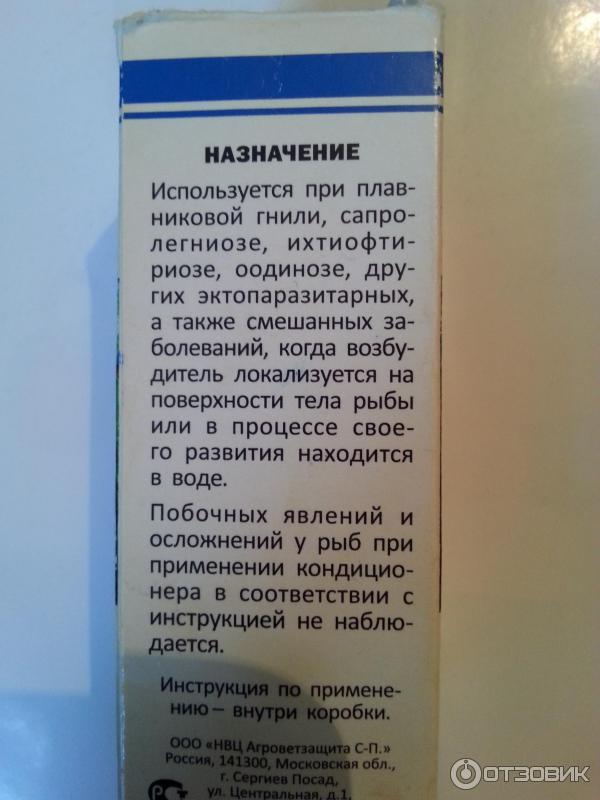 НАЗНАЧЕНИЕ
Используется при плав-
никовой гнили, сапро-
легниозе, ихтиофти-
риозе, оодинозе, дру-
гих эктопаразитарных,
а также смешанных за-
болеваний, когда возбу-
дитель локализуется на
поверхности тела рыбы
или в процессе свое-
го развития находится
в воде.
Побочных явлений и
осложнений у рыб при
применении кондицио-
нера в соответствии с
инструкцией не наблю-
дается.
Инструкция по примене-
нию – внутри коробки.
ООО «НВЦ Агроветзащита С-П.»
Россия, 141300, Московская обл.,
г. Сергиев Посад,
ул. Центральная, д.1,
ОТЗОВИК